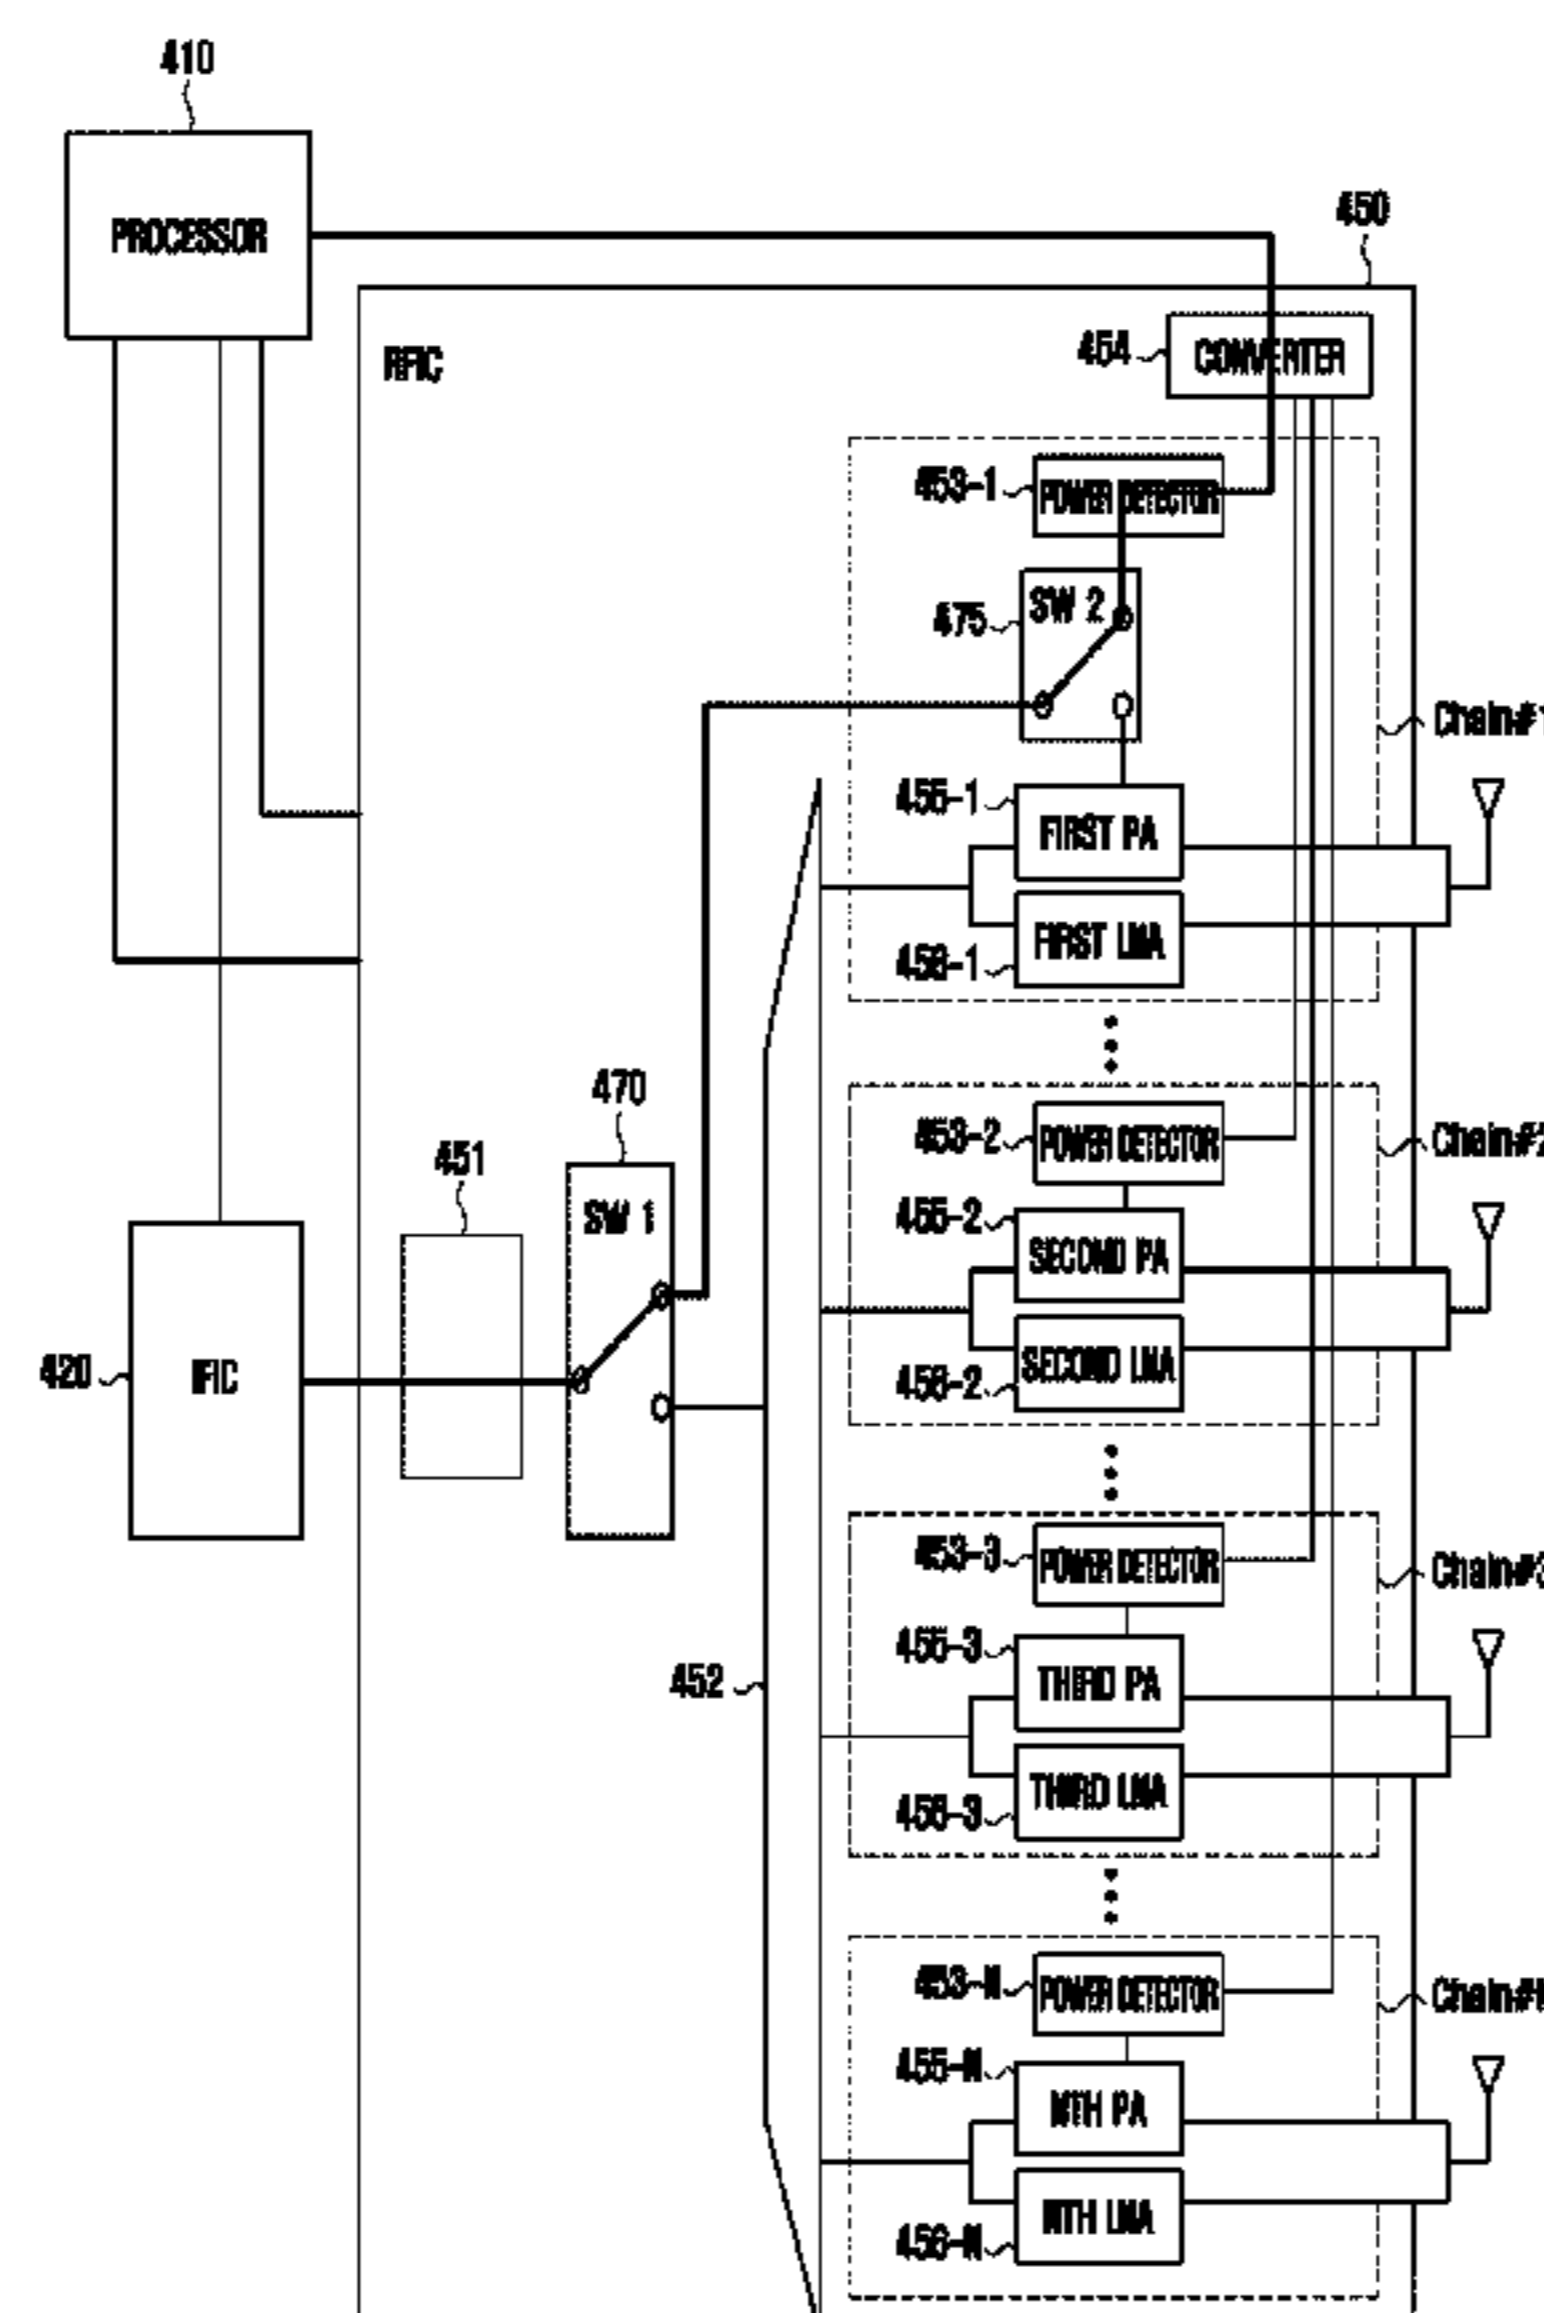 410
PROCESSOR
450
RFIC
454
CONVERTER
453-1
POWER DETECTOR
475
SW 2
Chain#1
455-1
FIRST PA
FIRST LNA
456-1
470
451
SW 1
453-2
POWER DETECTOR
Chain#2
455-2
SECOND PA
420
IFIC
SECOND LNA
456-2
453-3
POWER DETECTOR
Chain#3
452
455-3
THIRD PA
THIRD LNA
456-3
453-N
POWER DETECTOR
455-N
NTH PA
NTH LNA
456-N